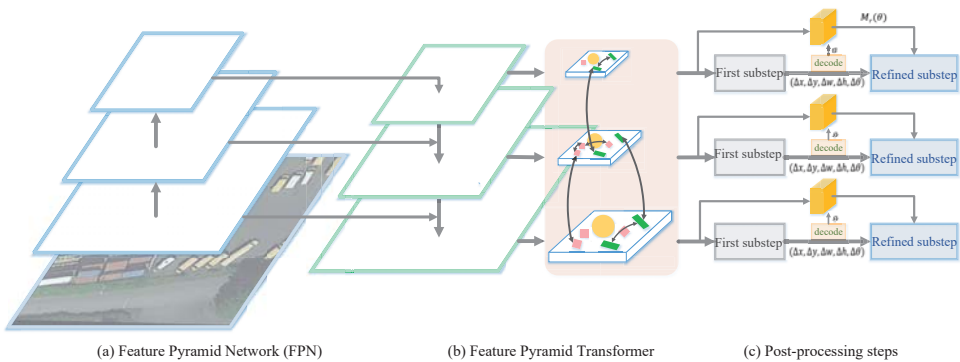 M_r(θ)
First substep
decode
(Δx, Δy, Δw, Δh, Δθ)
Refined substep
First substep
decode
(Δx, Δy, Δw, Δh, Δθ)
Refined substep
First substep
decode
(Δx, Δy, Δw, Δh, Δθ)
Refined substep
(a) Feature Pyramid Network (FPN)
(b) Feature Pyramid Transformer
(c) Post-processing steps